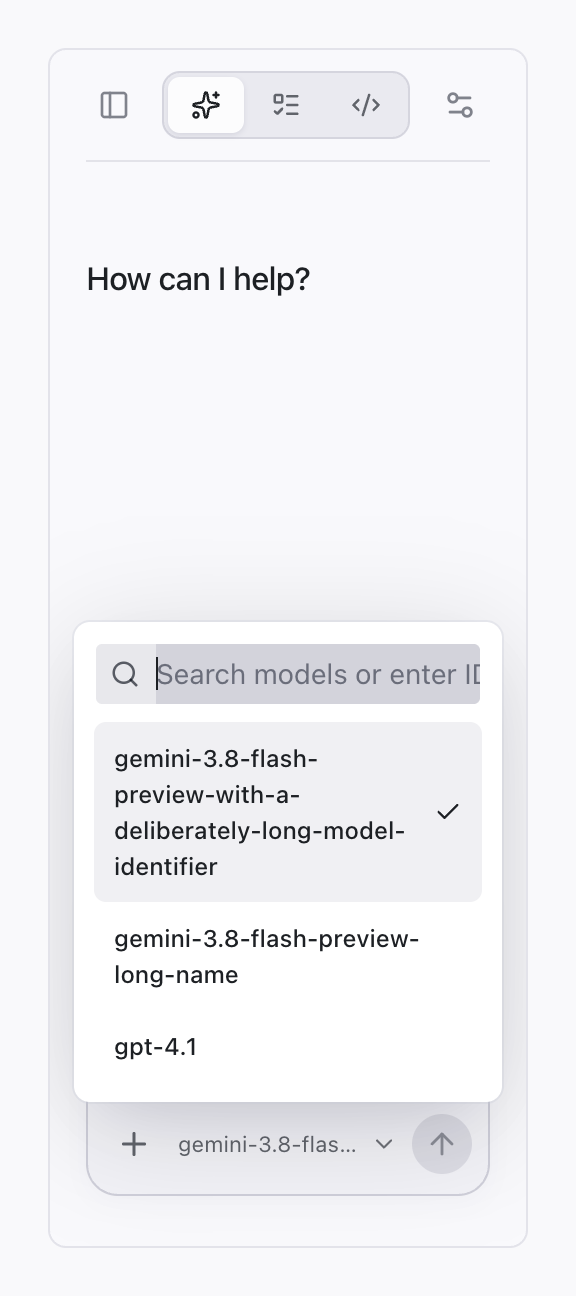 How can I help?
Search models or enter ID
gemini-3.8-flash-
preview-with-a-
deliberately-long-model-
identifier
gemini-3.8-flash-preview-
long-name
gpt-4.1
gemini-3.8-flas...